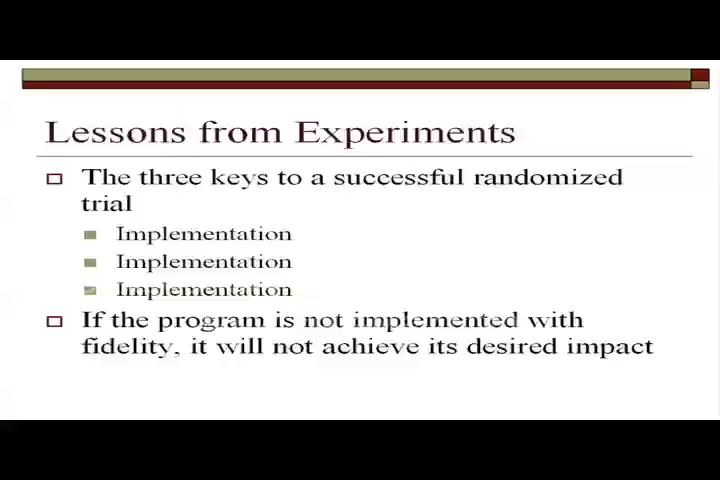 Lessons from Experiments
The three keys to a successful randomized
trial
Implementation
Implementation
Implementation
If the program is not implemented with
fidelity, it will not achieve its desired impact